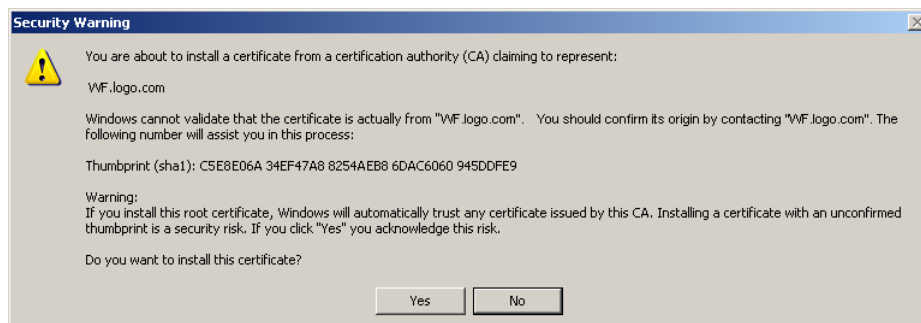 Security Warning
You are about to install a certificate from a certification authority (CA) claiming to represent:
WF.logo.com
Windows cannot validate that the certificate is actually from "WF.logo.com". You should confirm its origin by contacting "WF.logo.com". The
following number will assist you in this process:
Thumbprint (sha1): C5E8E06A 34EF47A8 8254AEB8 6DAC6060 945DDFE9
Warning:
If you install this root certificate, Windows will automatically trust any certificate issued by this CA. Installing a certificate with an unconfirmed
thumbprint is a security risk. If you click "Yes" you acknowledge this risk.
Do you want to install this certificate?
Yes No